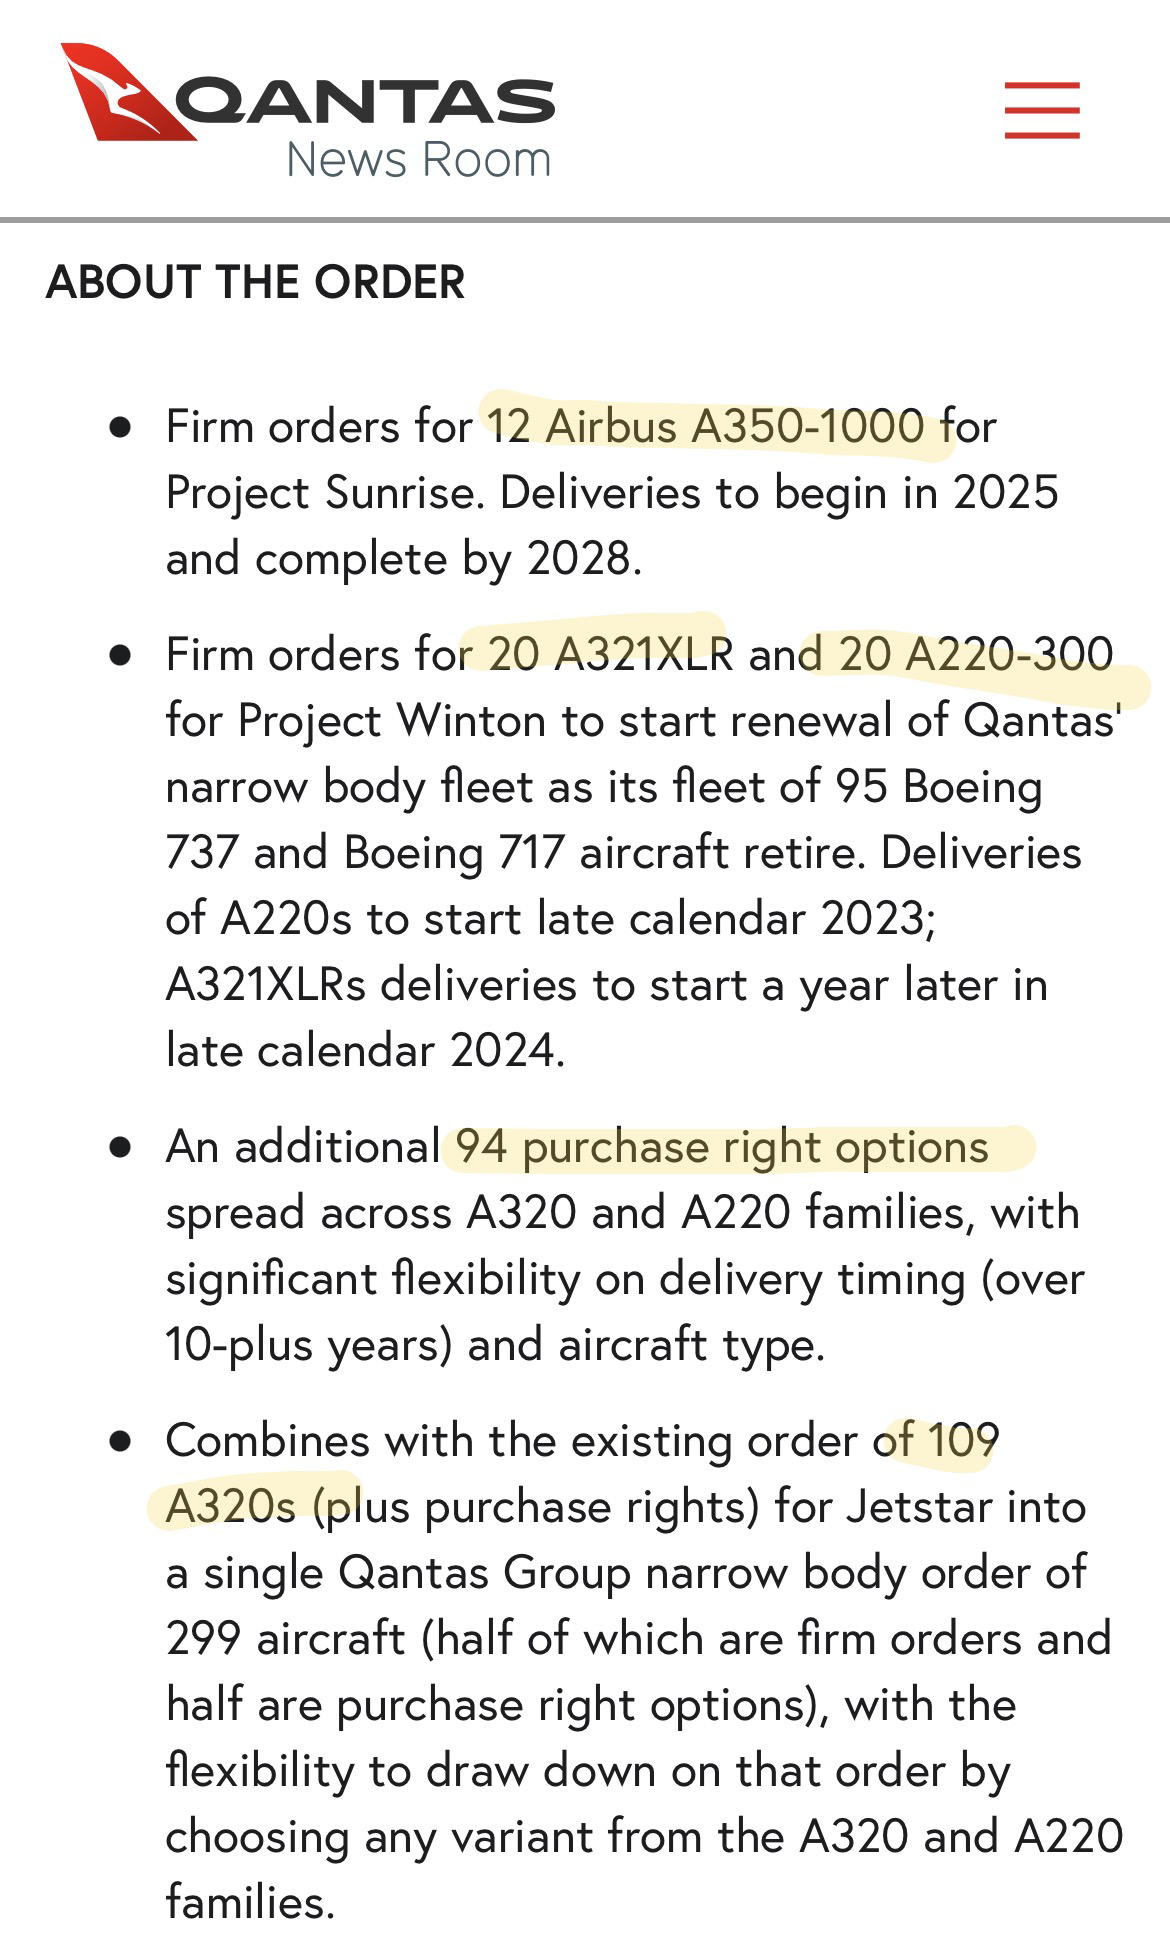 QANTAS
News Room
ABOUT THE ORDER
● Firm orders for 12 Airbus A350-1000 for
Project Sunrise. Deliveries to begin in 2025
and complete by 2028.
● Firm orders for 20 A321XLR and 20 A220-300
for Project Winton to start renewal of Qantas'
narrow body fleet as its fleet of 95 Boeing
737 and Boeing 717 aircraft retire. Deliveries
of A220s to start late calendar 2023;
A321XLRs deliveries to start a year later in
late calendar 2024.
● An additional 94 purchase right options
spread across A320 and A220 families, with
significant flexibility on delivery timing (over
10-plus years) and aircraft type.
● Combines with the existing order of 109
A320s (plus purchase rights) for Jetstar into
a single Qantas Group narrow body order of
299 aircraft (half of which are firm orders and
half are purchase right options), with the
flexibility to draw down on that order by
choosing any variant from the A320 and A220
families.